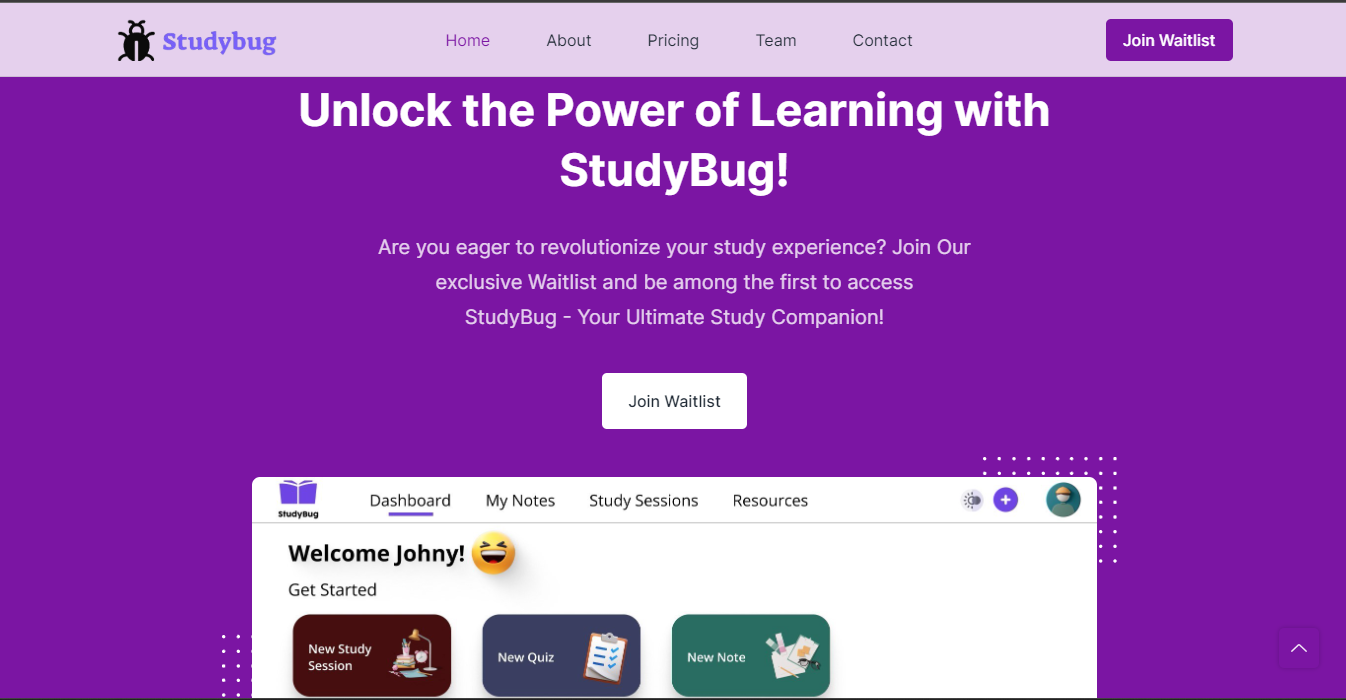 Studybug
Home About Pricing Team Contact
Join Waitlist
Unlock the Power of Learning with
StudyBug!
Are you eager to revolutionize your study experience? Join Our
exclusive Waitlist and be among the first to access
StudyBug - Your Ultimate Study Companion!
Join Waitlist
StudyBug
Dashboard My Notes Study Sessions Resources
Welcome Johny!
Get Started
New Study
Session
New Quiz
New Note